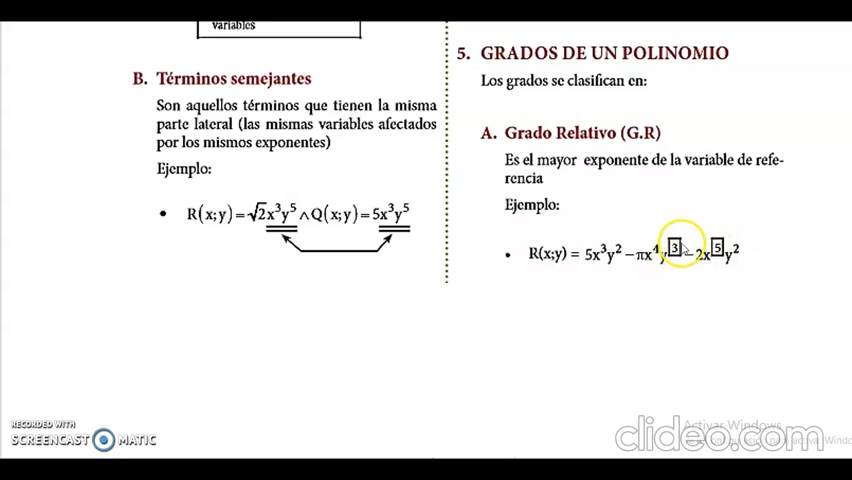 variables
B. Términos semejantes
Son aquellos términos que tienen la misma
parte lateral (las mismas variables afectados
por los mismos exponentes)
Ejemplo:
• R(x;y)=√2x³y⁵ ∧ Q(x;y)=5x³y⁵
5. GRADOS DE UN POLINOMIO
Los grados se clasifican en:
A. Grado Relativo (G.R)
Es el mayor exponente de la variable de refe-
rencia
Ejemplo:
• R(x;y) = 5x³y² − πx⁴y³ − 2x⁵y²
RECORDED WITH
SCREENCAST MATIC
Activar Windows
clideo.com